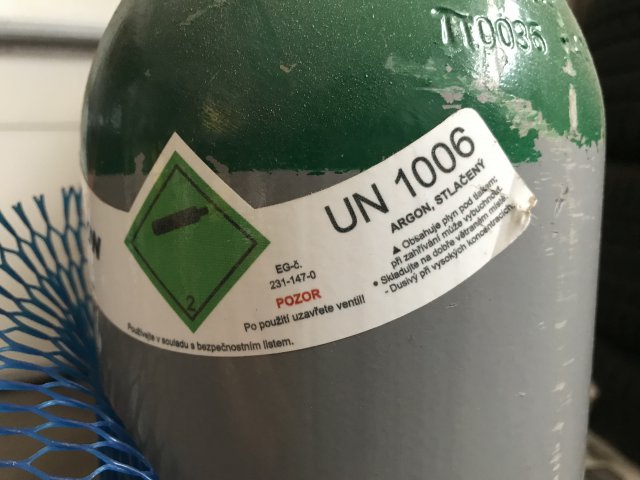 TT0036
UN 1006
ARGON, STLAČENÝ
▲ Obsahuje plyn pod tlakem;
při zahřívání může vybuchnout.
• Skladujte na dobře větraném místě
- Dusivý při vysokých koncentracích
2
EG-č.
231-147-0
POZOR
Po použití uzavřete ventil!
Používejte v souladu s bezpečnostním listem.